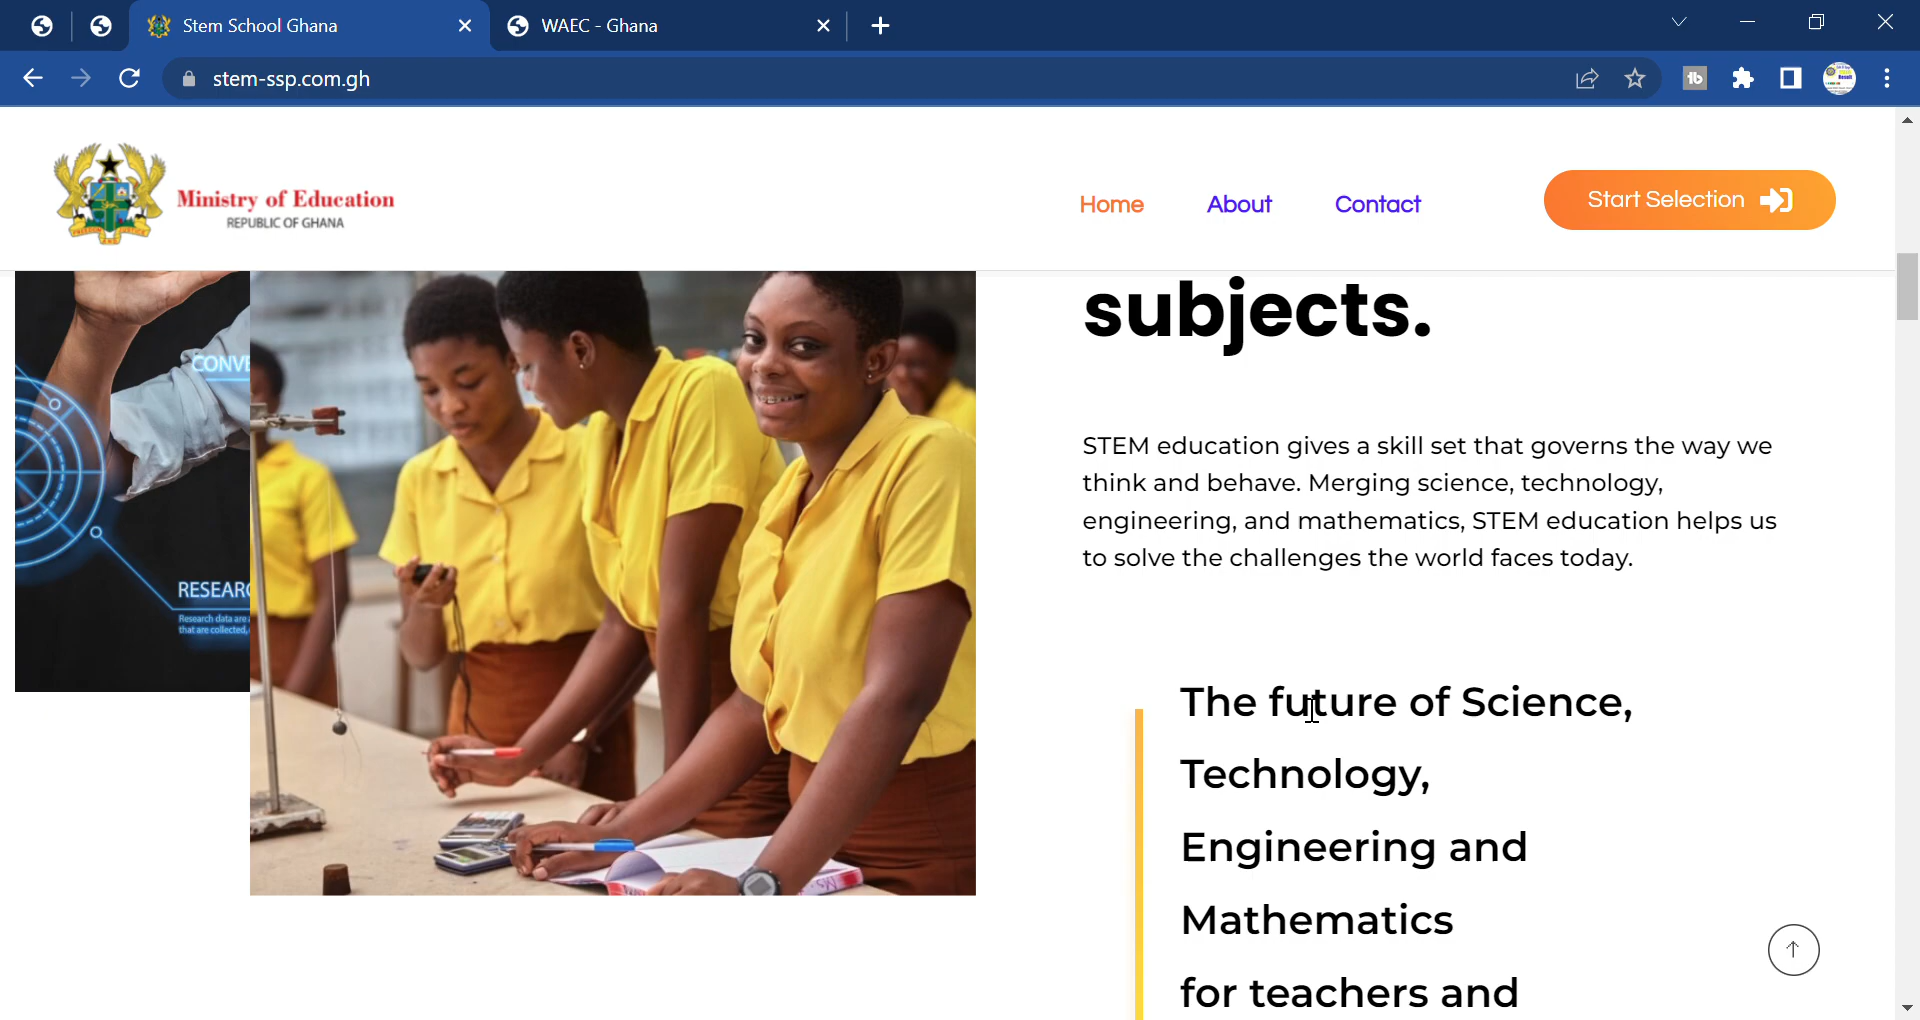 Stem School Ghana
WAEC - Ghana
stem-ssp.com.gh
Ministry of Education
REPUBLIC OF GHANA
Home
About
Contact
Start Selection
subjects.
CONVE
RESEARC
Research data are
that are collected,
STEM education gives a skill set that governs the way we
think and behave. Merging science, technology,
engineering, and mathematics, STEM education helps us
to solve the challenges the world faces today.
The future of Science,
Technology,
Engineering and
Mathematics
for teachers and